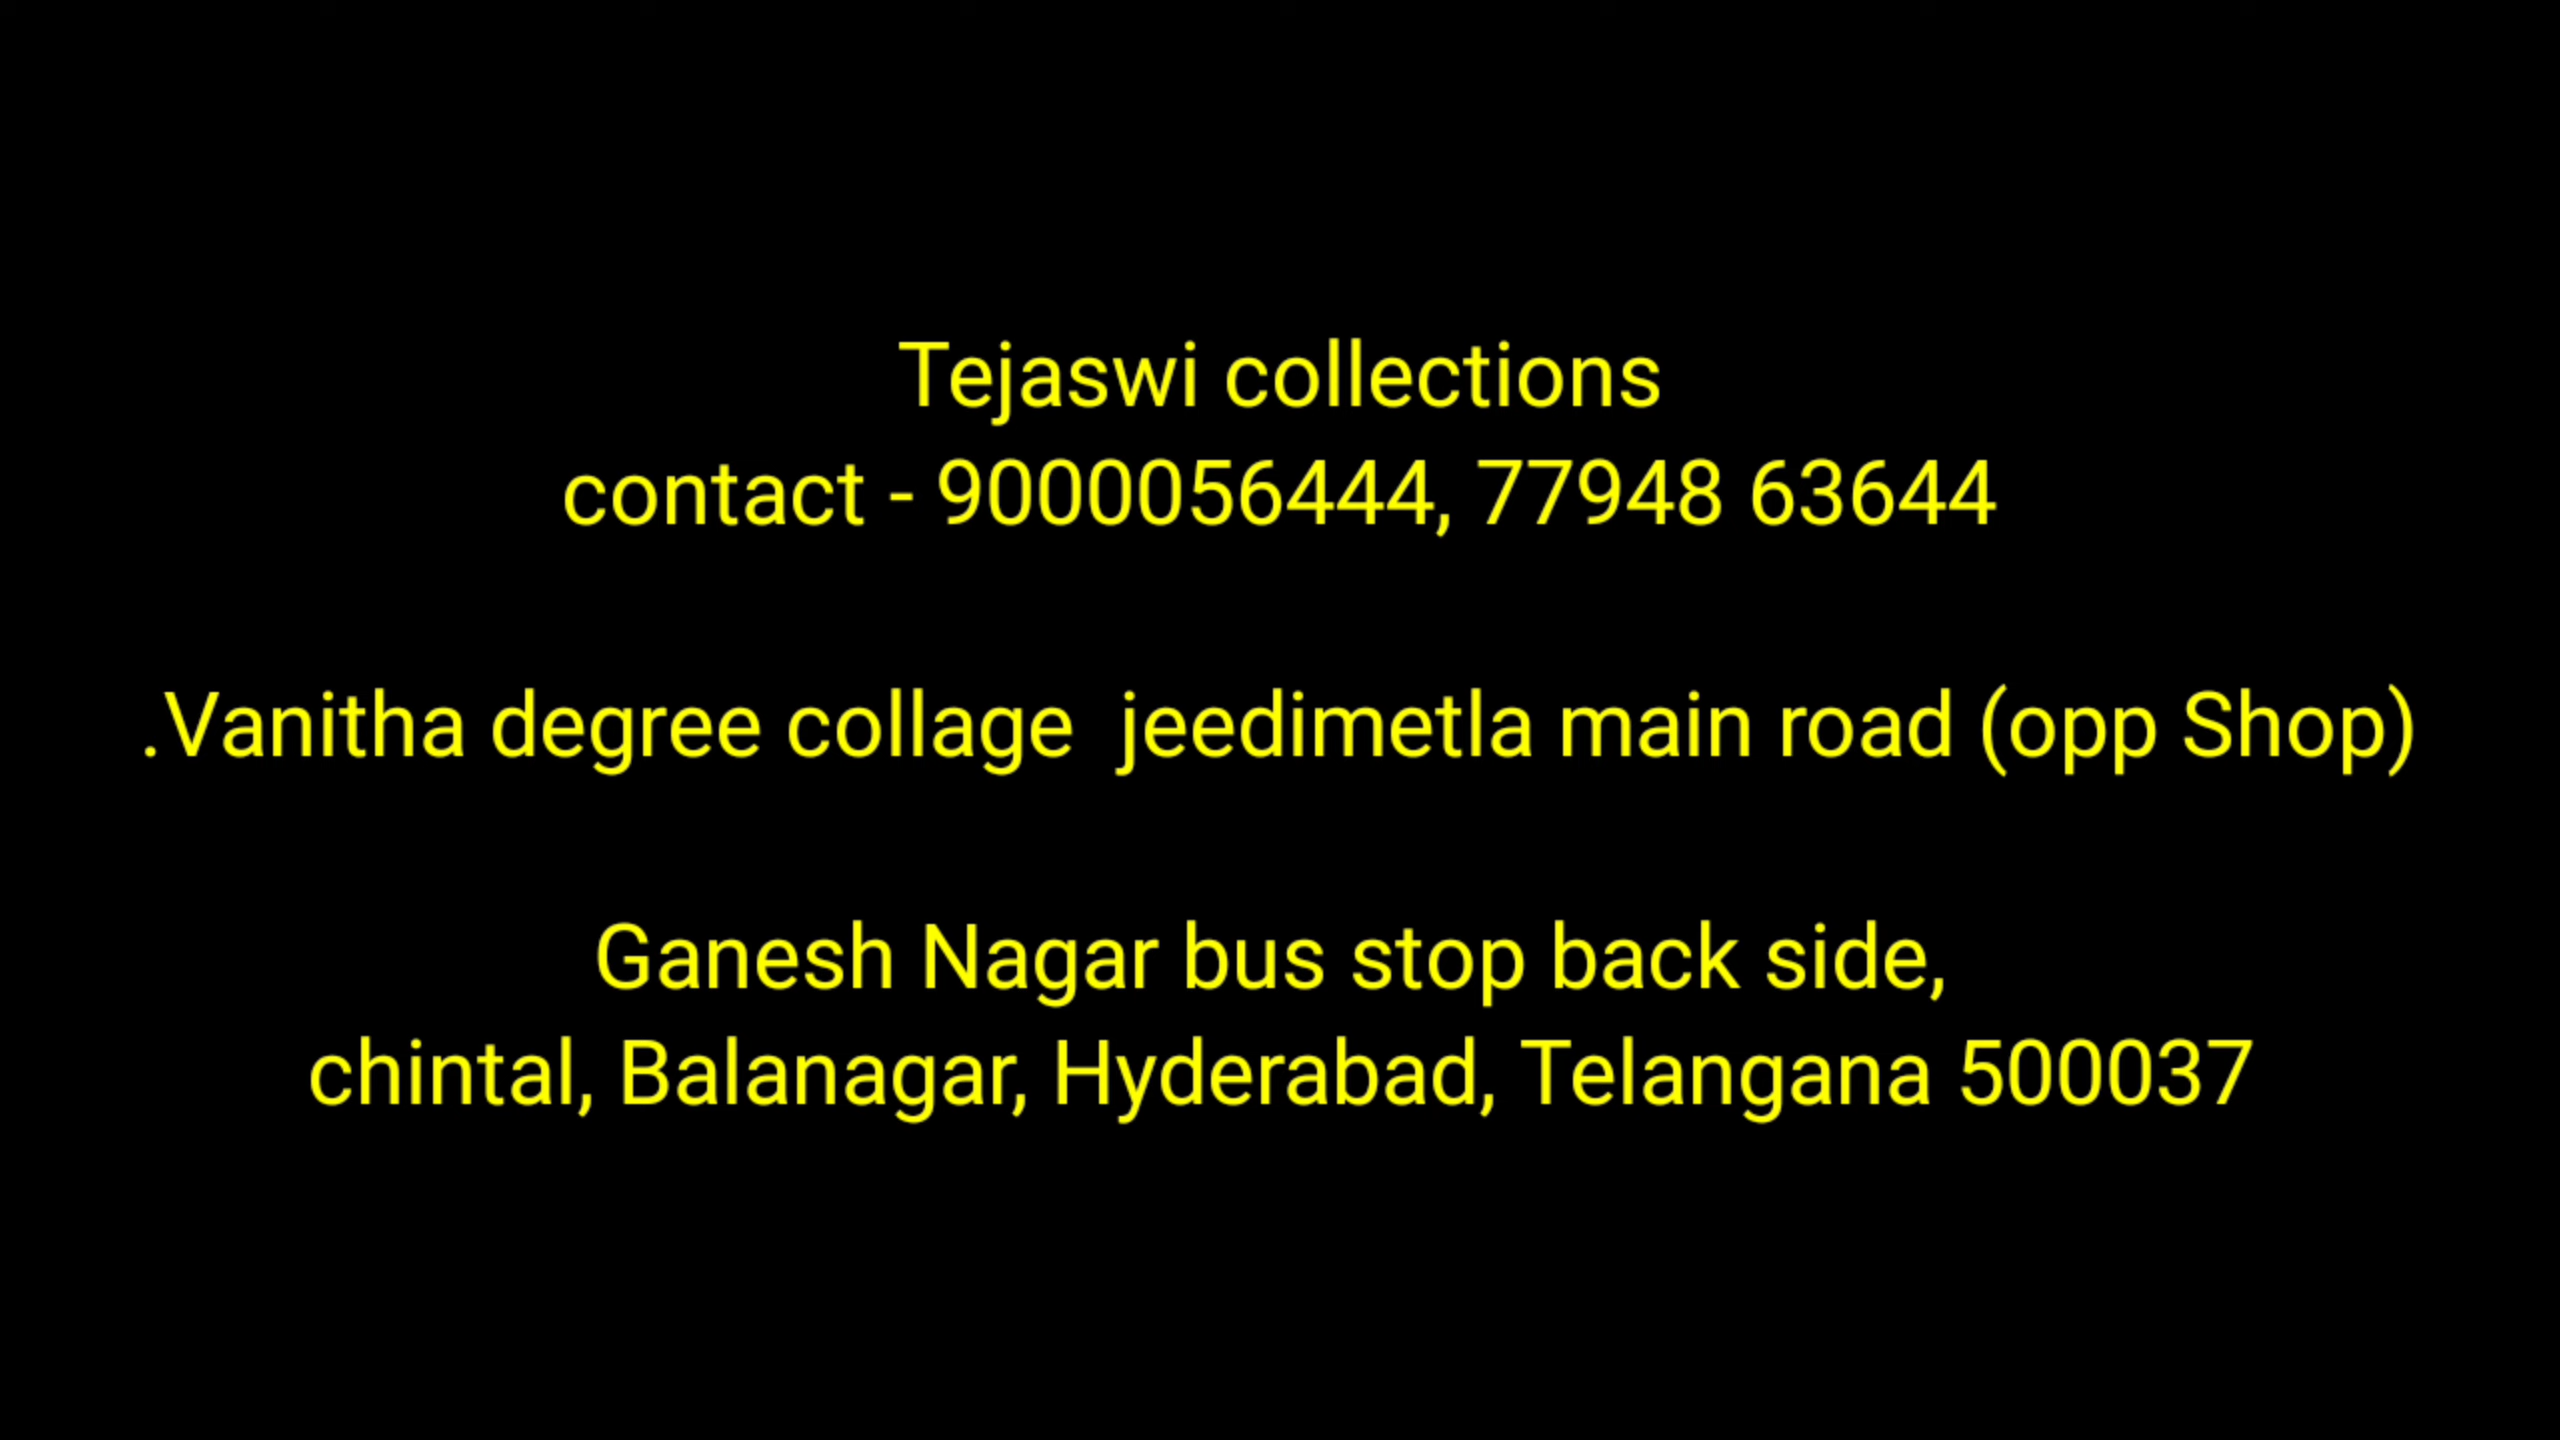 Tejaswi collections
contact - 9000056444, 77948 63644
.Vanitha degree collage  jeedimetla main road (opp Shop)
Ganesh Nagar bus stop back side,
chintal, Balanagar, Hyderabad, Telangana 500037